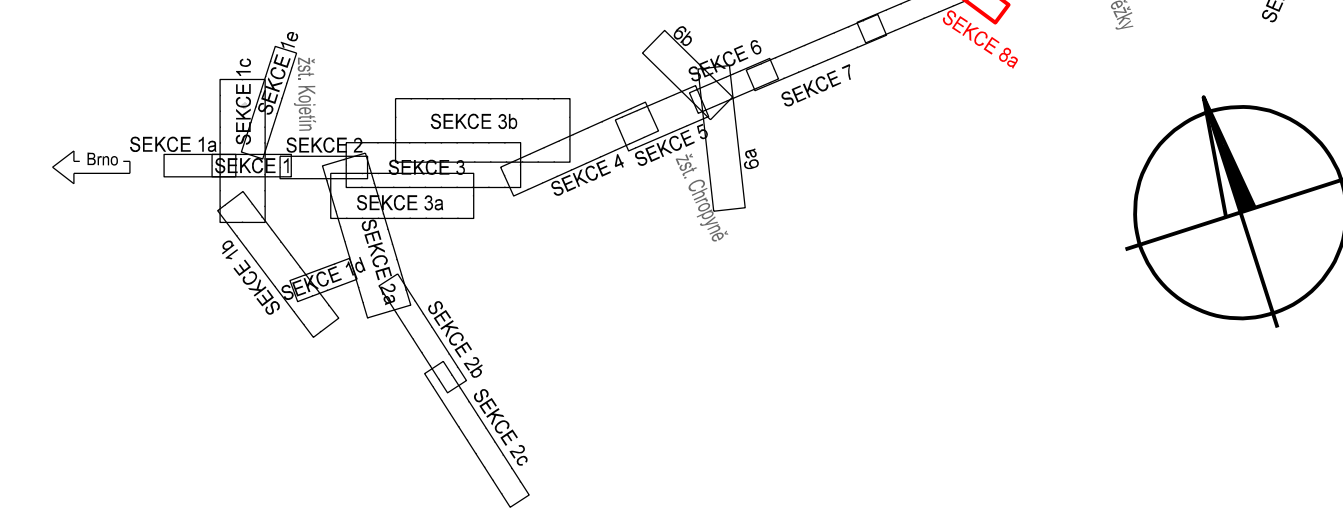 Brno
SEKCE 1a
SEKCE 1
SEKCE 1c
SEKCE 1e
žst. Kojetín
SEKCE 2
SEKCE 1b
SEKCE 1d
SEKCE 2a
SEKCE 2b
SEKCE 2c
SEKCE 3b
SEKCE 3
SEKCE 3a
SEKCE 4
SEKCE 5
žst. Chropyně
6b
SEKCE 6
6a
SEKCE 7
SEKCE 8a